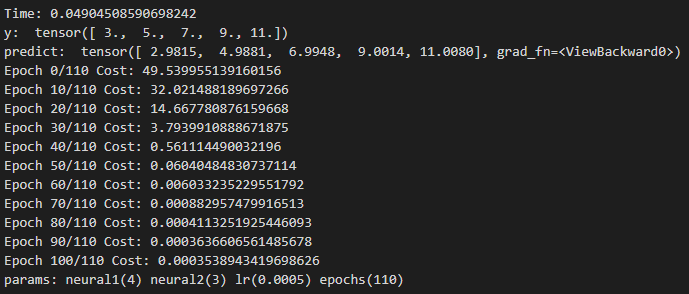 Time: 0.04904508590698242
y:  tensor([ 3.,  5.,  7.,  9., 11.])
predict:  tensor([ 2.9815,  4.9881,  6.9948,  9.0014, 11.0080], grad_fn=<ViewBackward0>)
Epoch 0/110 Cost: 49.539955139160156
Epoch 10/110 Cost: 32.021488189697266
Epoch 20/110 Cost: 14.667780876159668
Epoch 30/110 Cost: 3.7939910888671875
Epoch 40/110 Cost: 0.561114490032196
Epoch 50/110 Cost: 0.06040484830737114
Epoch 60/110 Cost: 0.006033235229551792
Epoch 70/110 Cost: 0.000882957479916513
Epoch 80/110 Cost: 0.0004113251925446093
Epoch 90/110 Cost: 0.0003636606561485678
Epoch 100/110 Cost: 0.0003538943419698626
params: neural1(4) neural2(3) lr(0.0005) epochs(110)